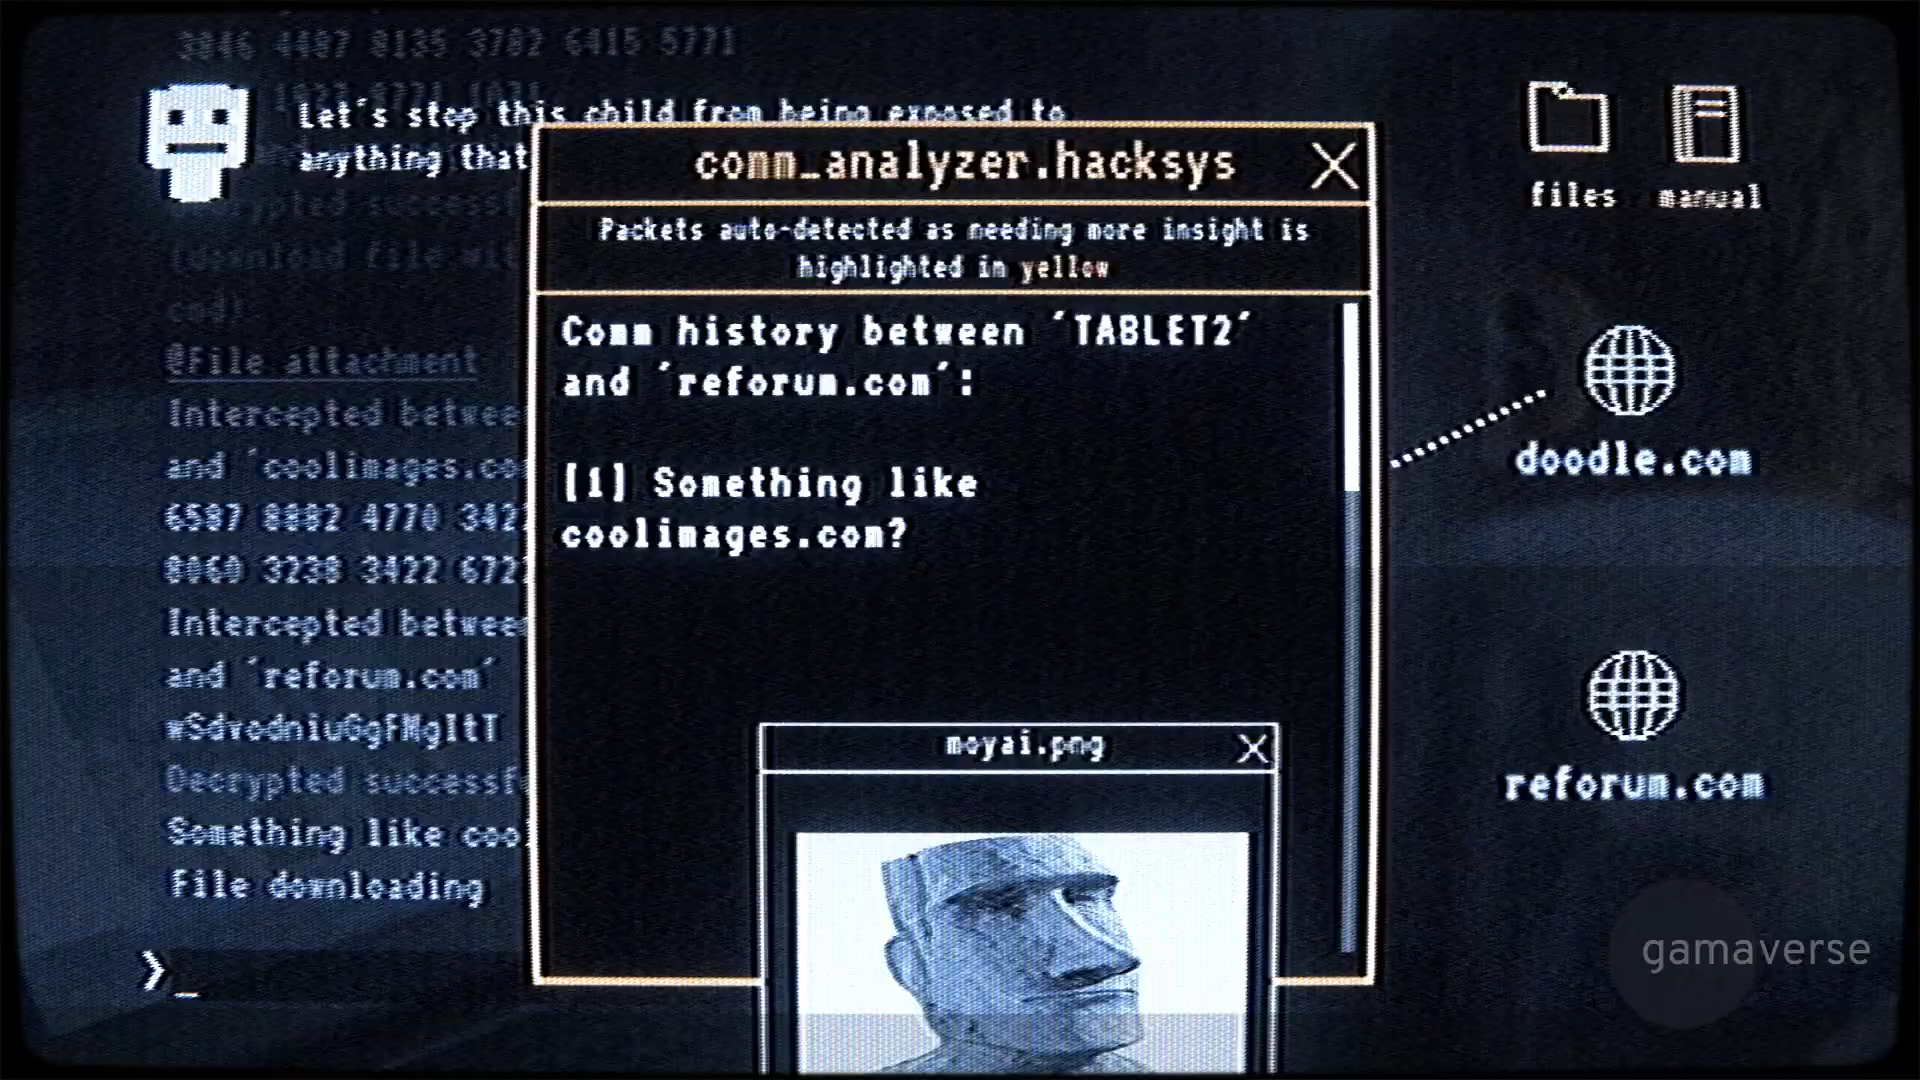 3846 4487 8135 3782 6415 5771
Let's stop this child from being exposed to
anything that
cmd!
@File attachment
Intercepted betwee
and 'coolimages.co
6587 8882 4770 342
8060 3238 3422 672
Intercepted betwee
and 'reforum.com'
wSdvodniuGgFMgItT
Decrypted successf
Something like coo
File downloading
>_
comm_analyzer.hacksys
Packets auto-detected as needing more insight is
highlighted in yellow
Comm history between 'TABLET2'
and 'reforum.com':
[1] Something like
coolimages.com?
moyai.png
files
manual
doodle.com
reforum.com
gamaverse